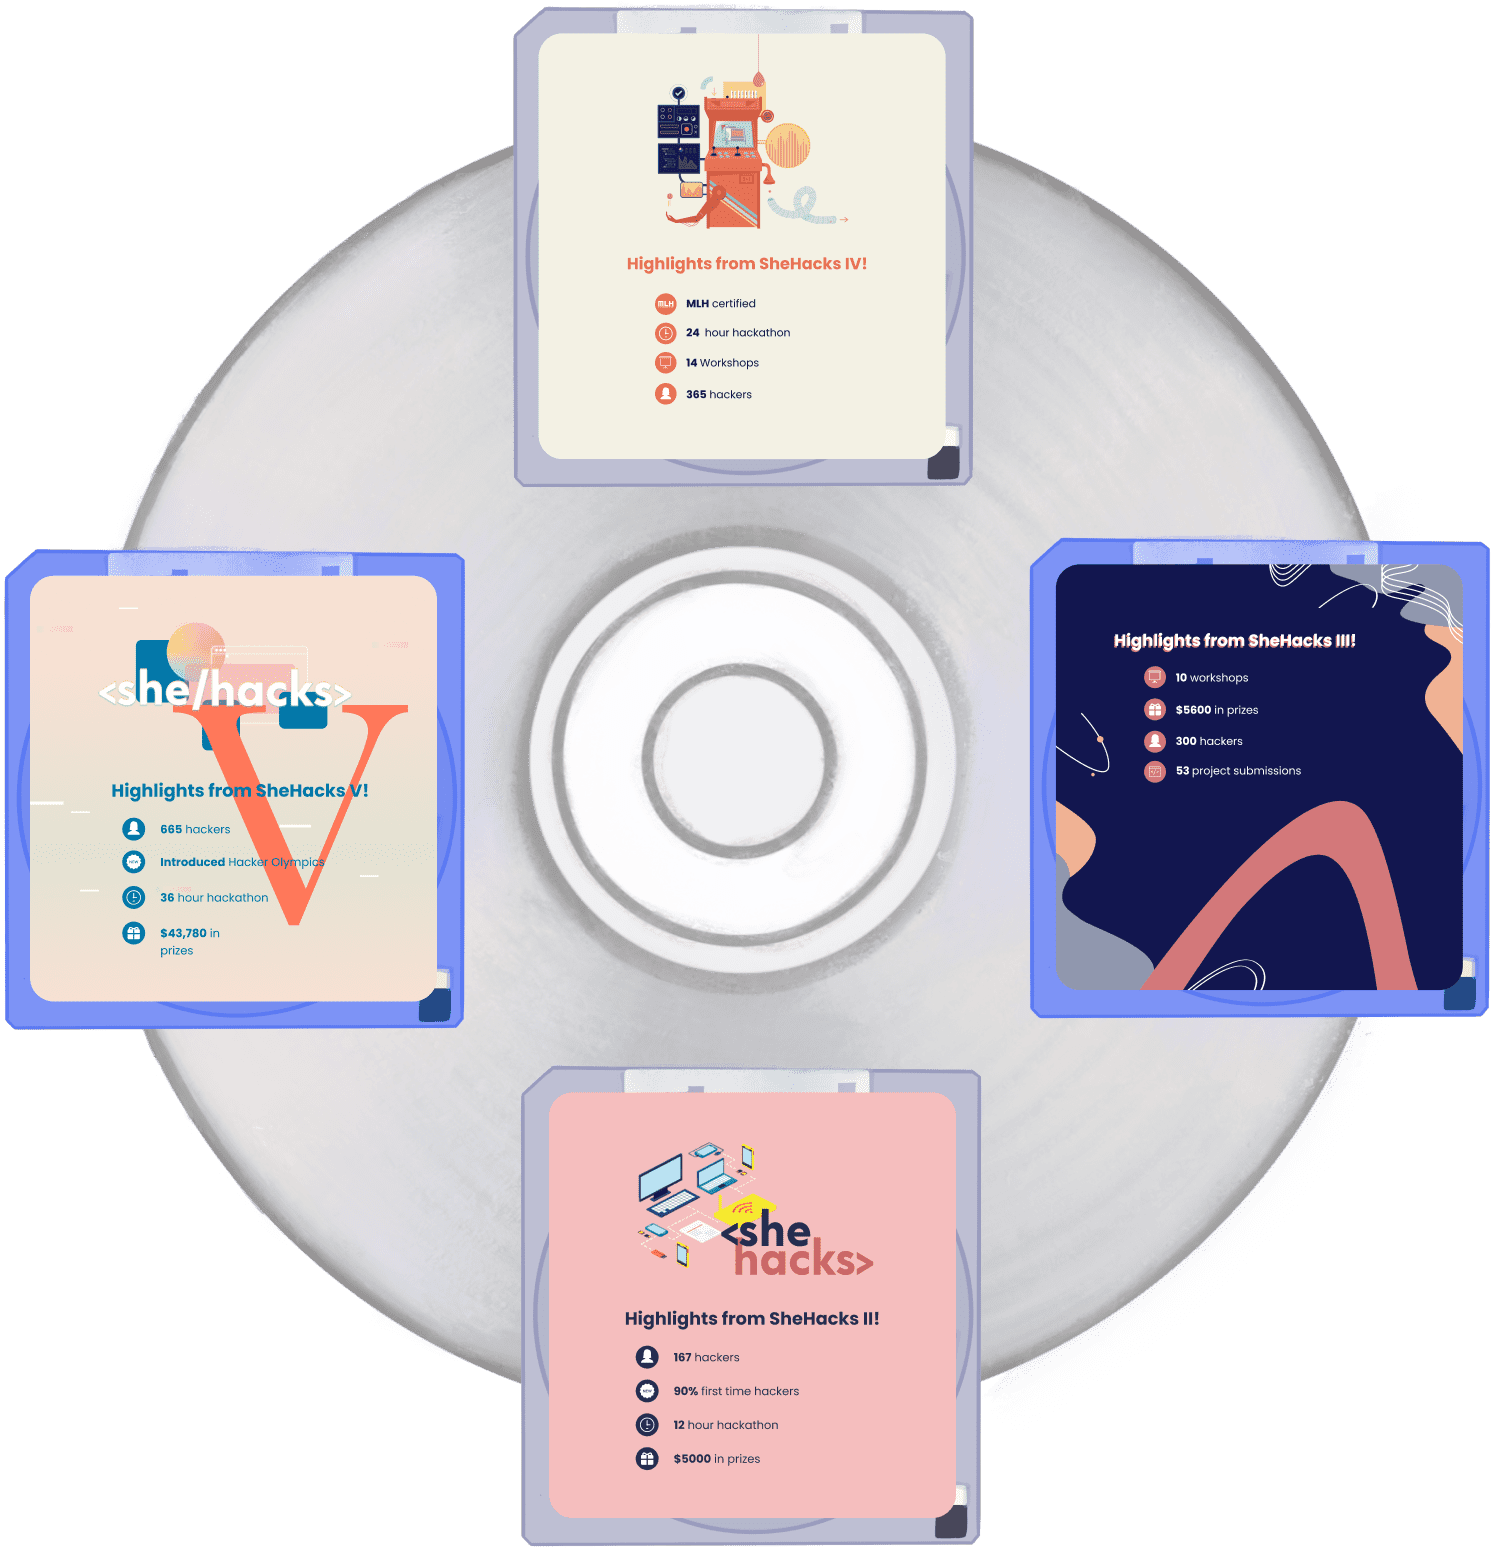 Highlights from SheHacks IV!
MLH MLH certified
24 hour hackathon
14 Workshops
365 hackers
<she/hacks>
V
Highlights from SheHacks V!
665 hackers
NEW Introduced Hacker Olympics
36 hour hackathon
$43,780 in
prizes
Highlights from SheHacks III!
10 workshops
$5600 in prizes
300 hackers
53 project submissions
<she
hacks>
Highlights from SheHacks II!
167 hackers
NEW 90% first time hackers
12 hour hackathon
$5000 in prizes